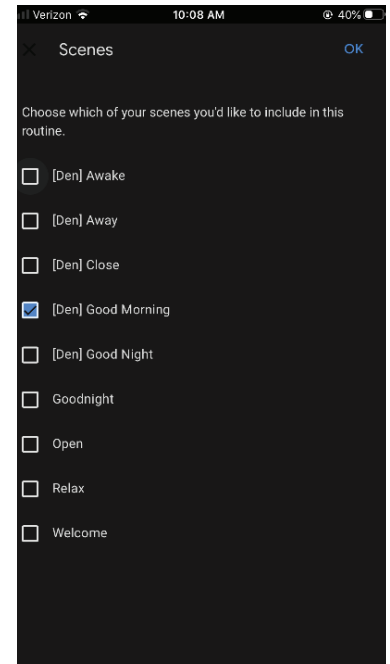 Verizon
10:08 AM
40%
Scenes
OK
Choose which of your scenes you'd like to include in this
routine.
[Den] Awake
[Den] Away
[Den] Close
[Den] Good Morning
[Den] Good Night
Goodnight
Open
Relax
Welcome